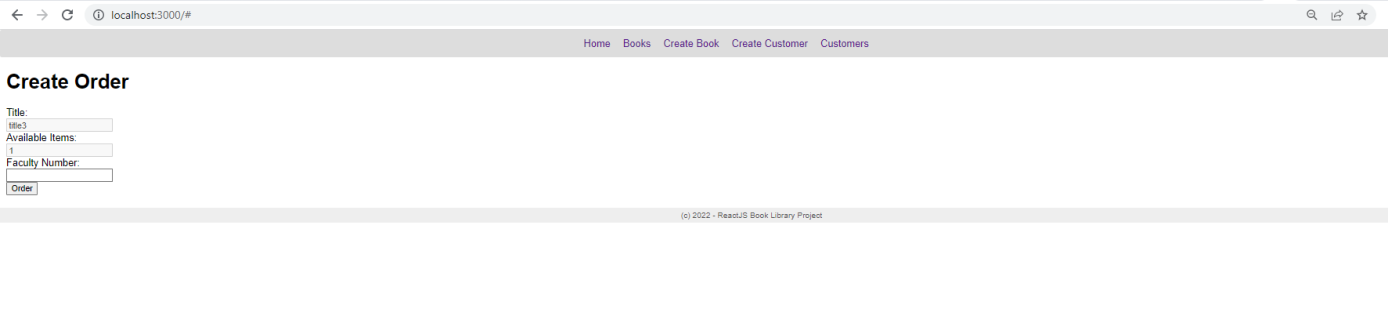 localhost:3000/#
Home Books Create Book Create Customer Customers
Create Order
Title:
title3
Available Items:
1
Faculty Number:
Order
(c) 2022 - ReactJS Book Library Project